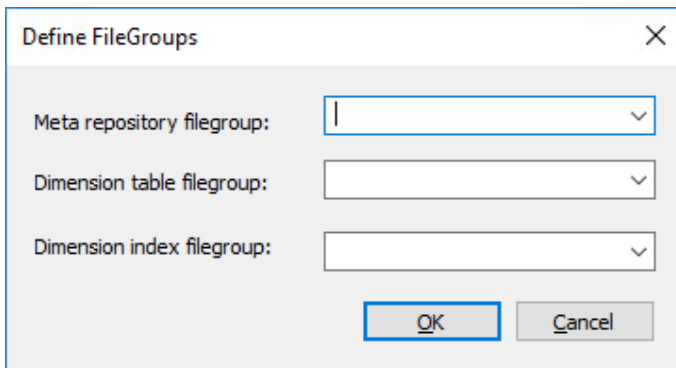 Define FileGroups
Meta repository filegroup:
Dimension table filegroup:
Dimension index filegroup:
OK Cancel